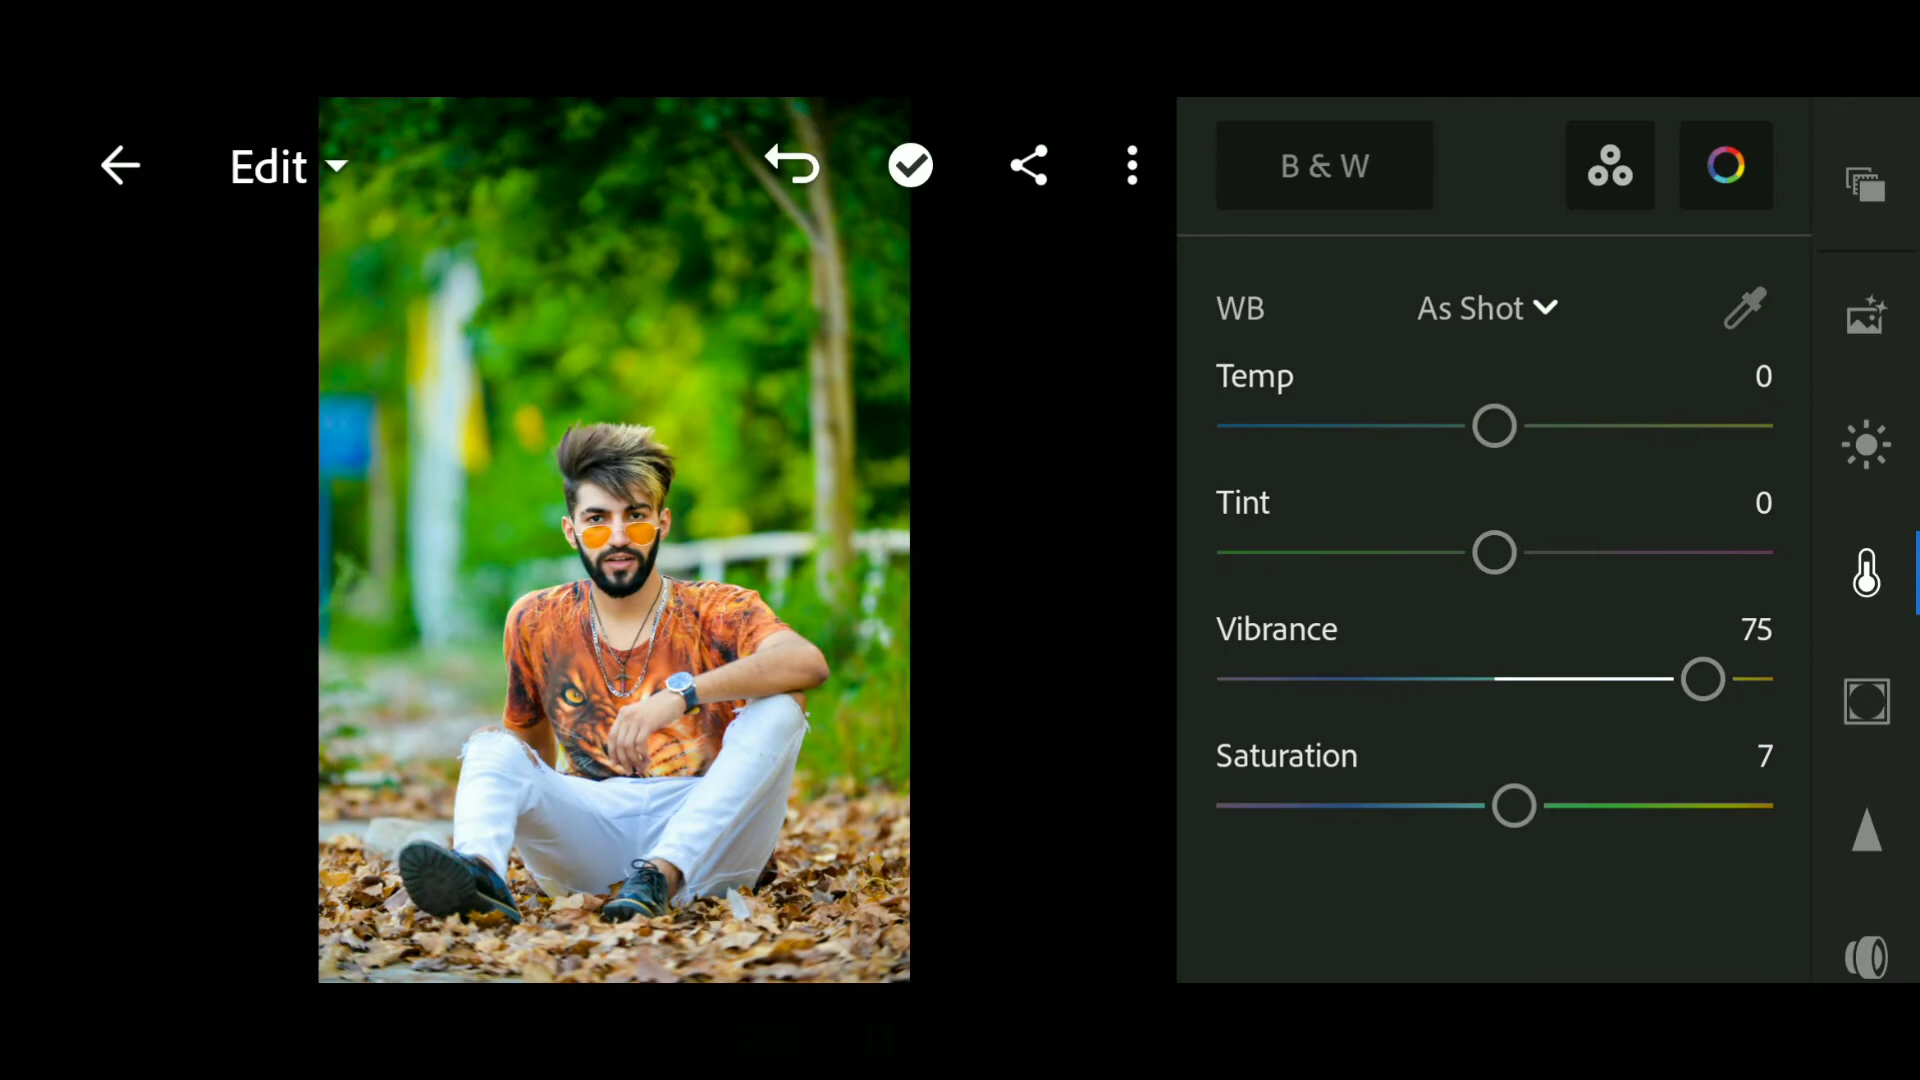 Edit
B & W
WB As Shot
Temp 0
Tint 0
Vibrance 75
Saturation 7